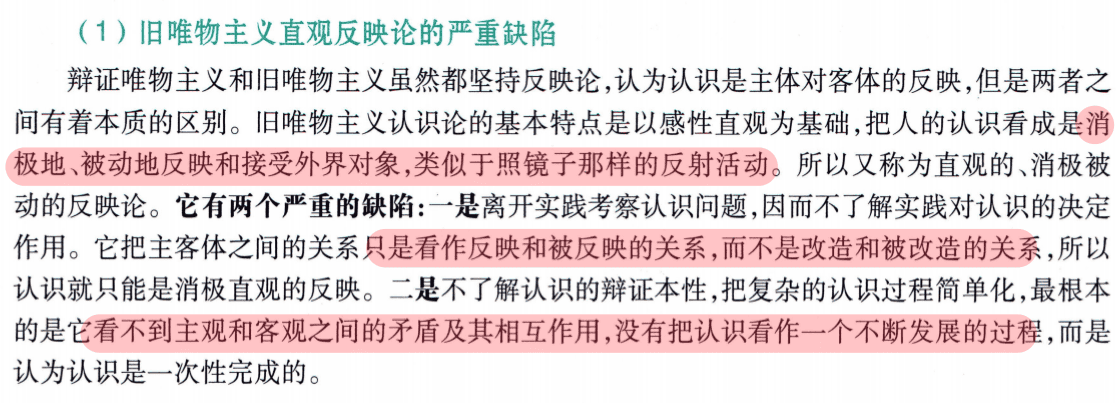 （1）旧唯物主义直观反映论的严重缺陷
辩证唯物主义和旧唯物主义虽然都坚持反映论，认为认识是主体对客体的反映，但是两者之
间有着本质的区别。旧唯物主义认识论的基本特点是以感性直观为基础，把人的认识看成是消
极地、被动地反映和接受外界对象，类似于照镜子那样的反射活动。所以又称为直观的、消极被
动的反映论。它有两个严重的缺陷：一是离开实践考察认识问题，因而不了解实践对认识的决定
作用。它把主客体之间的关系只是看作反映和被反映的关系，而不是改造和被改造的关系，所以
认识就只能是消极直观的反映。二是不了解认识的辩证本性，把复杂的认识过程简单化，最根本
的是它看不到主观和客观之间的矛盾及其相互作用，没有把认识看作一个不断发展的过程，而是
认为认识是一次性完成的。